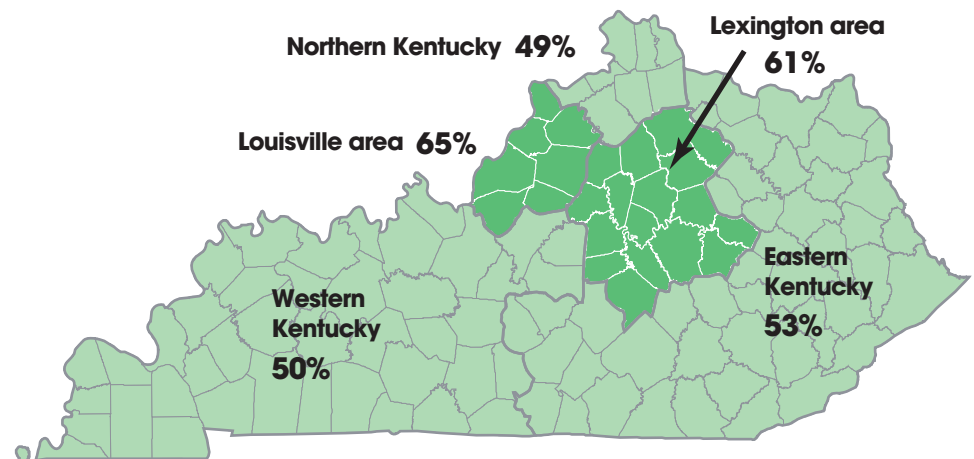 Lexington area
61%
Northern Kentucky 49%
Louisville area 65%
Eastern
Kentucky
53%
Western
Kentucky
50%